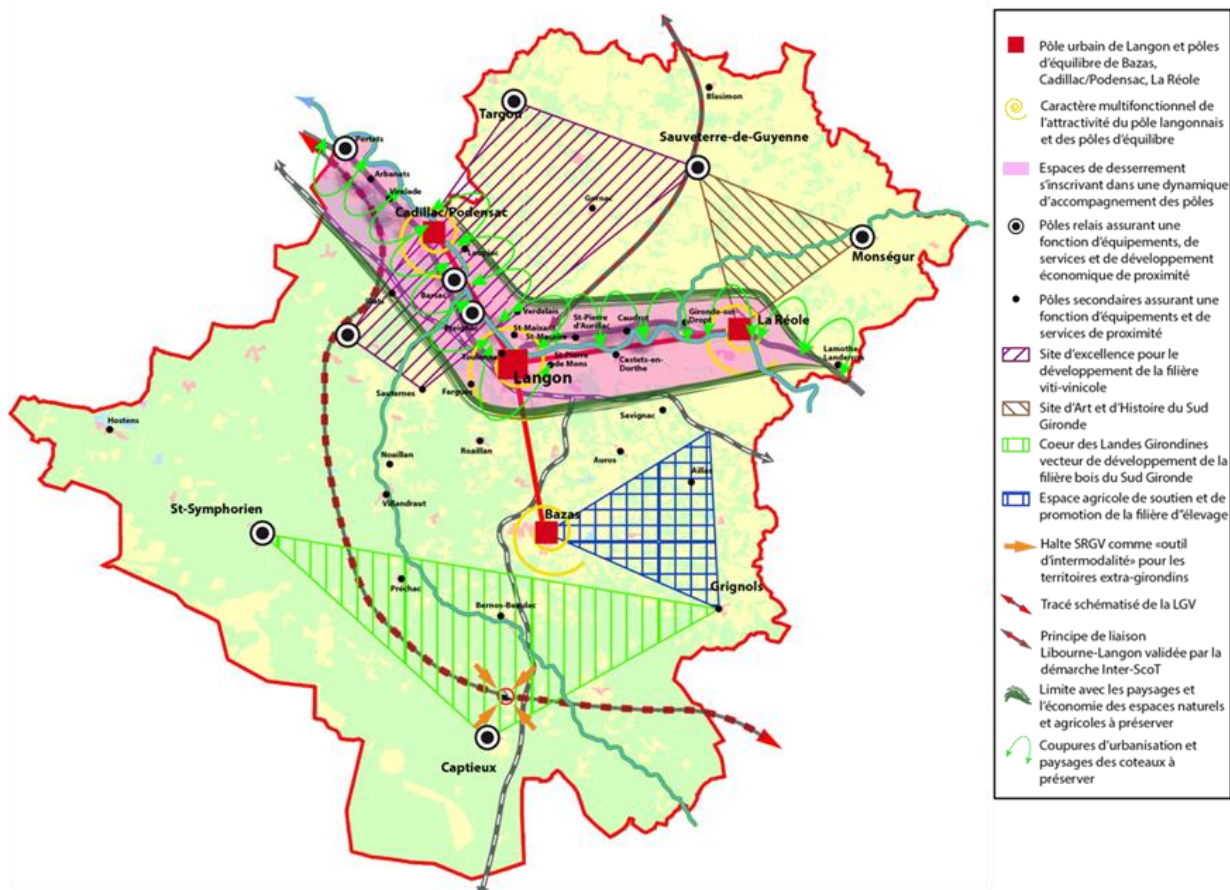 Blasimon
Targon
Sauveterre-de-Guyenne
Portets
Arbanats
Virelade
Gornac
Cadillac/Podensac
Monségur
Loupiac
Barsac
Illats
Verdelais
Preignac
St-Pierre
d'Aurillac
Caudrot
Gironde-sur
Dropt
La Réole
St-Maixant
St-Macaire
Toulenne
St-Pierre
de Mons
Castets-en-
Dorthe
Lamothe
Landerron
Langon
Fargues
Sauternes
Savignac
Hostens
Roaillan
Noaillan
Auros
Aillas
Villandraut
St-Symphorien
Bazas
Préchac
Grignols
Bernos-Beaulac
Captieux
Pôle urbain de Langon et pôles
d'équilibre de Bazas,
Cadillac/Podensac, La Réole
Caractère multifonctionnel de
l'attractivité du pôle langonnais
et des pôles d'équilibre
Espaces de desserrement
s'inscrivant dans une dynamique
d'accompagnement des pôles
Pôles relais assurant une
fonction d'équipements, de
services et de développement
économique de proximité
Pôles secondaires assurant une
fonction d'équipements et de
services de proximité
Site d'excellence pour le
développement de la filière
viti-vinicole
Site d'Art et d'Histoire du Sud
Gironde
Coeur des Landes Girondines
vecteur de développement de la
filière bois du Sud Gironde
Espace agricole de soutien et de
promotion de la filière d'"élevage
Halte SRGV comme «outil
d'intermodalité» pour les
territoires extra-girondins
Tracé schématisé de la LGV
Principe de liaison
Libourne-Langon validée par la
démarche Inter-ScoT
Limite avec les paysages et
l'économie des espaces naturels
et agricoles à préserver
Coupures d'urbanisation et
paysages des coteaux à
préserver